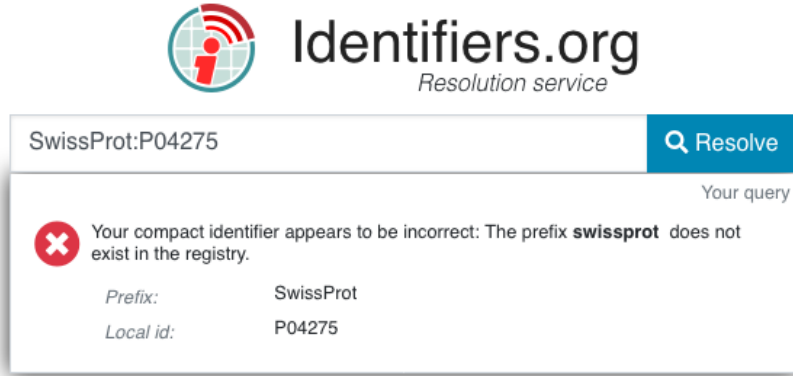 Identifiers.org
Resolution service
SwissProt:P04275
Resolve
Your query
Your compact identifier appears to be incorrect: The prefix swissprot does not
exist in the registry.
Prefix: SwissProt
Local id: P04275